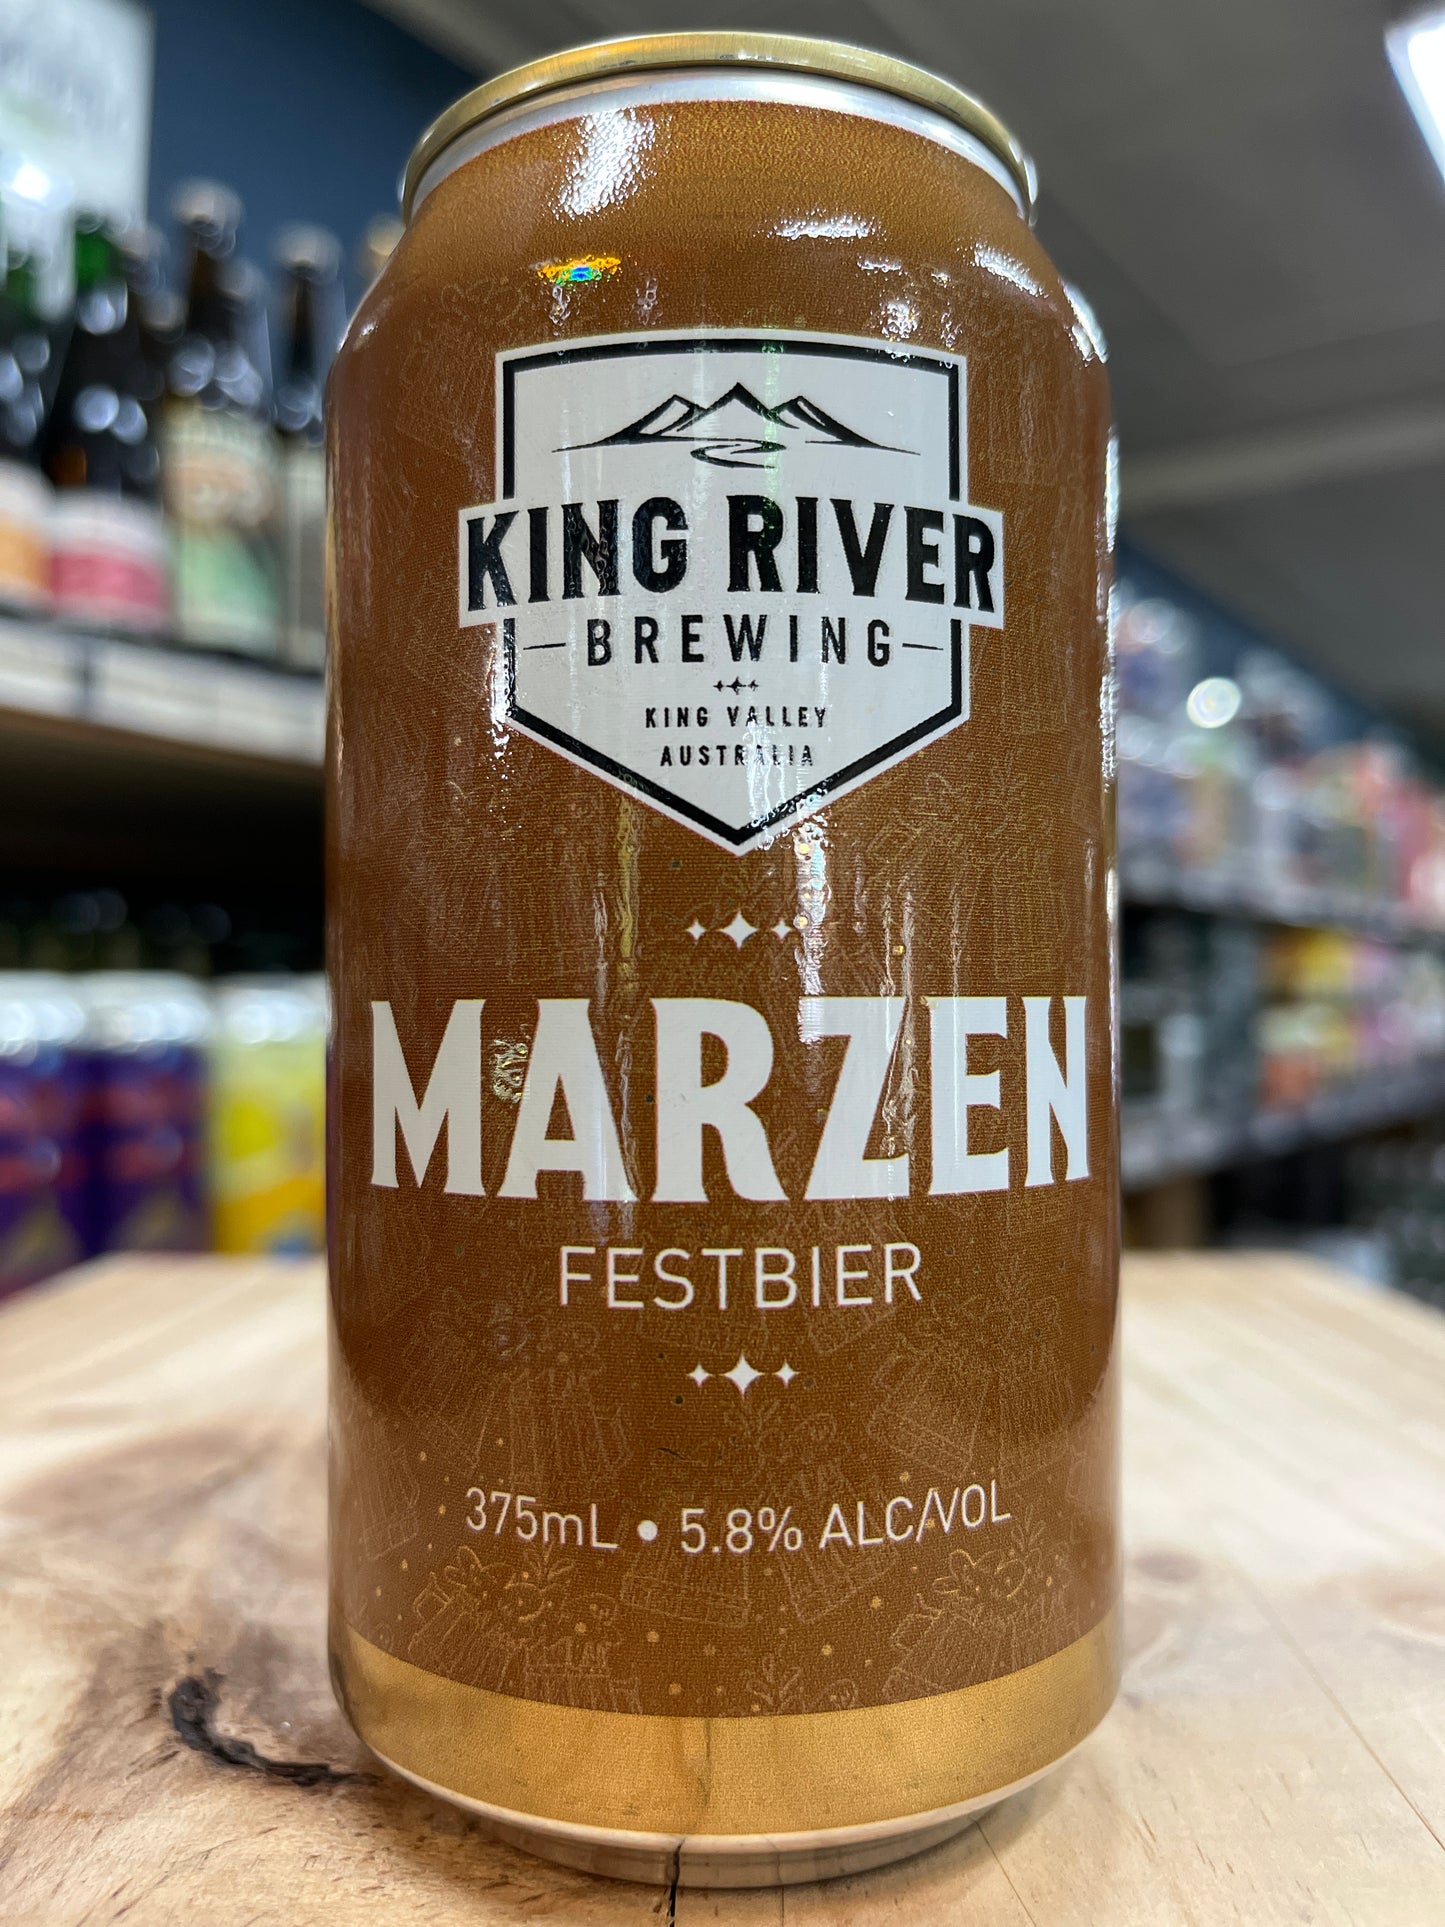 KING RIVER
BREWING
KING VALLEY
AUSTRALIA
MARZEN
FESTBIER
375mL • 5.8% ALC/VOL